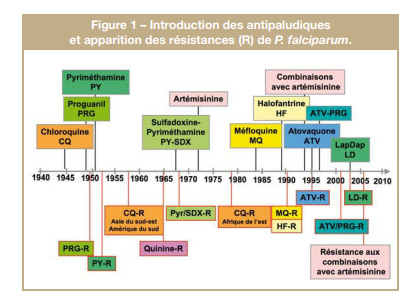 Figure 1 – Introduction des antipaludiques
et apparition des résistances (R) de P. falciparum.
Pyriméthamine
PY
Combinaisons
avec artémisinine
Proguanil
PRG
Artémisinine
Halofantrine
HF
ATV-PRG
Chloroquine
CQ
Sulfadoxine-
Pyriméthamine
PY-SDX
Méfloquine
MQ
Atovaquone
ATV
LapDap
LD
1940 1945 1950 1955 1960 1965 1970 1975 1980 1985 1990 1995 2000 2005 2010
ATV-R
LD-R
CQ-R
Asie du sud-est
Amérique du sud
Pyr/SDX-R
CQ-R
Afrique de l'est
MQ-R
HF-R
ATV/PRG-R
PRG-R
Quinine-R
PY-R
Résistance aux
combinaisons
avec artémisinine